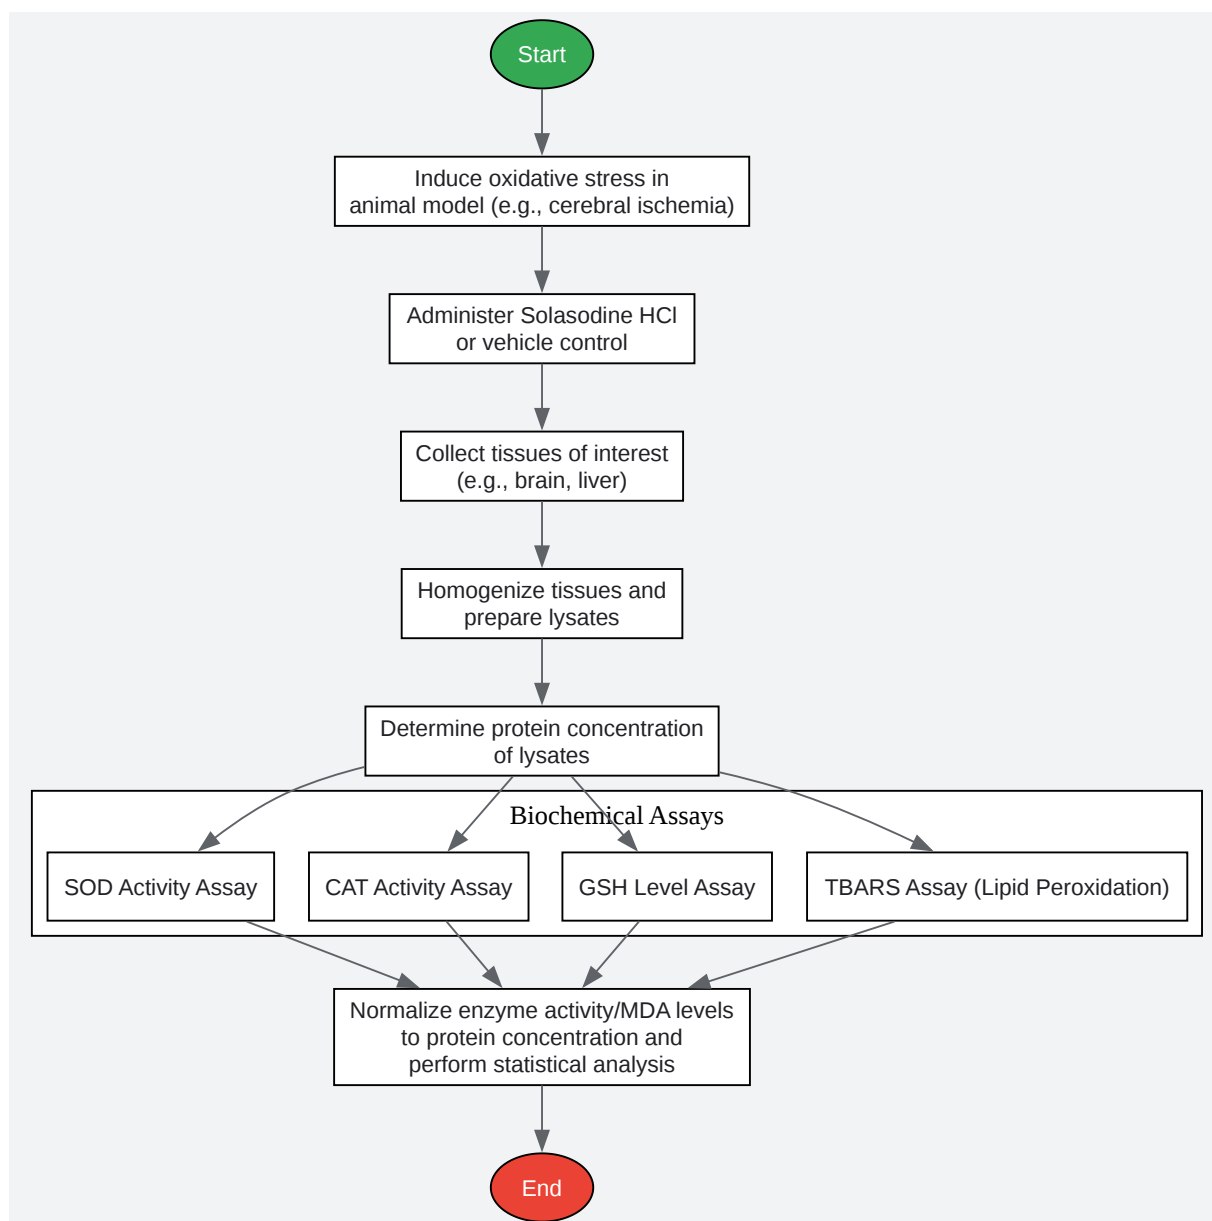 Start
Induce oxidative stress in
animal model (e.g., cerebral ischemia)
Administer Solasodine HCl
or vehicle control
Collect tissues of interest
(e.g., brain, liver)
Homogenize tissues and
prepare lysates
Determine protein concentration
of lysates
Biochemical Assays
SOD Activity Assay
CAT Activity Assay
GSH Level Assay
TBARS Assay (Lipid Peroxidation)
Normalize enzyme activity/MDA levels
to protein concentration and
perform statistical analysis
End